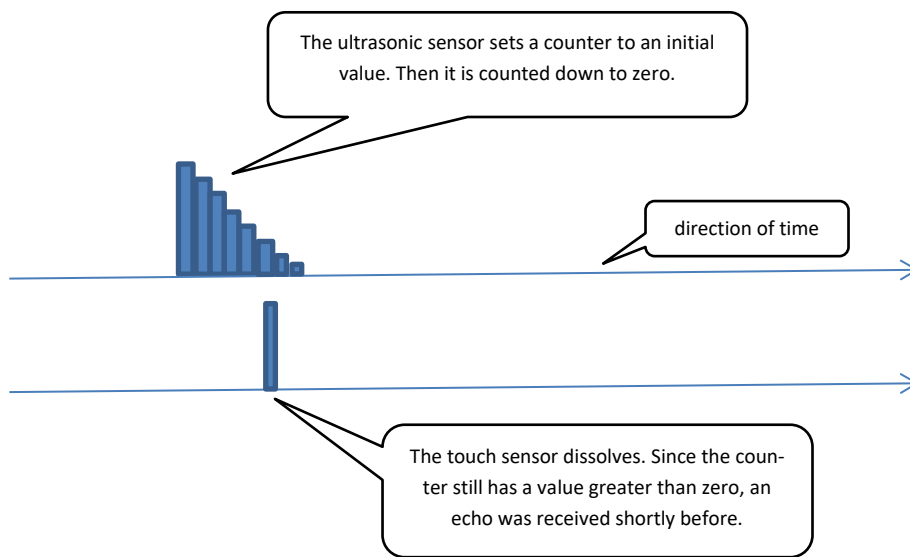 The ultrasonic sensor sets a counter to an initial
value. Then it is counted down to zero.
direction of time
The touch sensor dissolves. Since the coun-
ter still has a value greater than zero, an
echo was received shortly before.